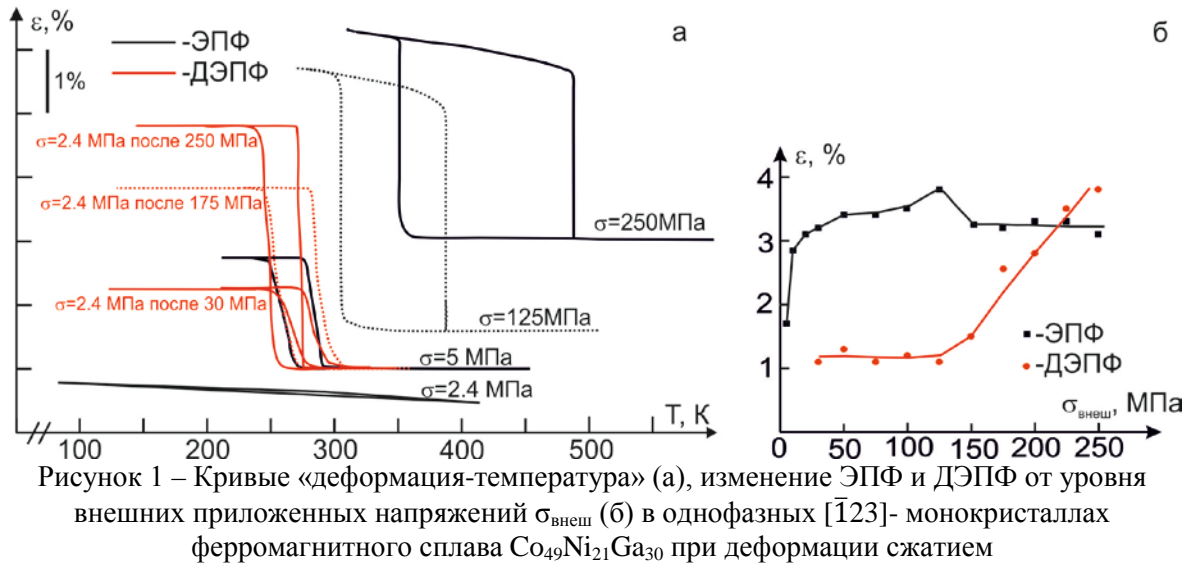 ε,%
а
б
-ЭПФ
-ДЭПФ
1%
σ=2.4 МПа после 250 МПа
σ=2.4 МПа после 175 МПа
σ=2.4 МПа после 30 МПа
σ=250МПа
σ=125МПа
σ=5 МПа
σ=2.4 МПа
T, К
100 200 300 400 500
ε, %
4
3
2
1
-ЭПФ
-ДЭПФ
σвнеш, МПа
0 50 100 150 200 250
Рисунок 1 – Кривые «деформация-температура» (а), изменение ЭПФ и ДЭПФ от уровня
внешних приложенных напряжений σвнеш (б) в однофазных [1̅23]- монокристаллах
ферромагнитного сплава Co₄₉Ni₂₁Ga₃₀ при деформации сжатием